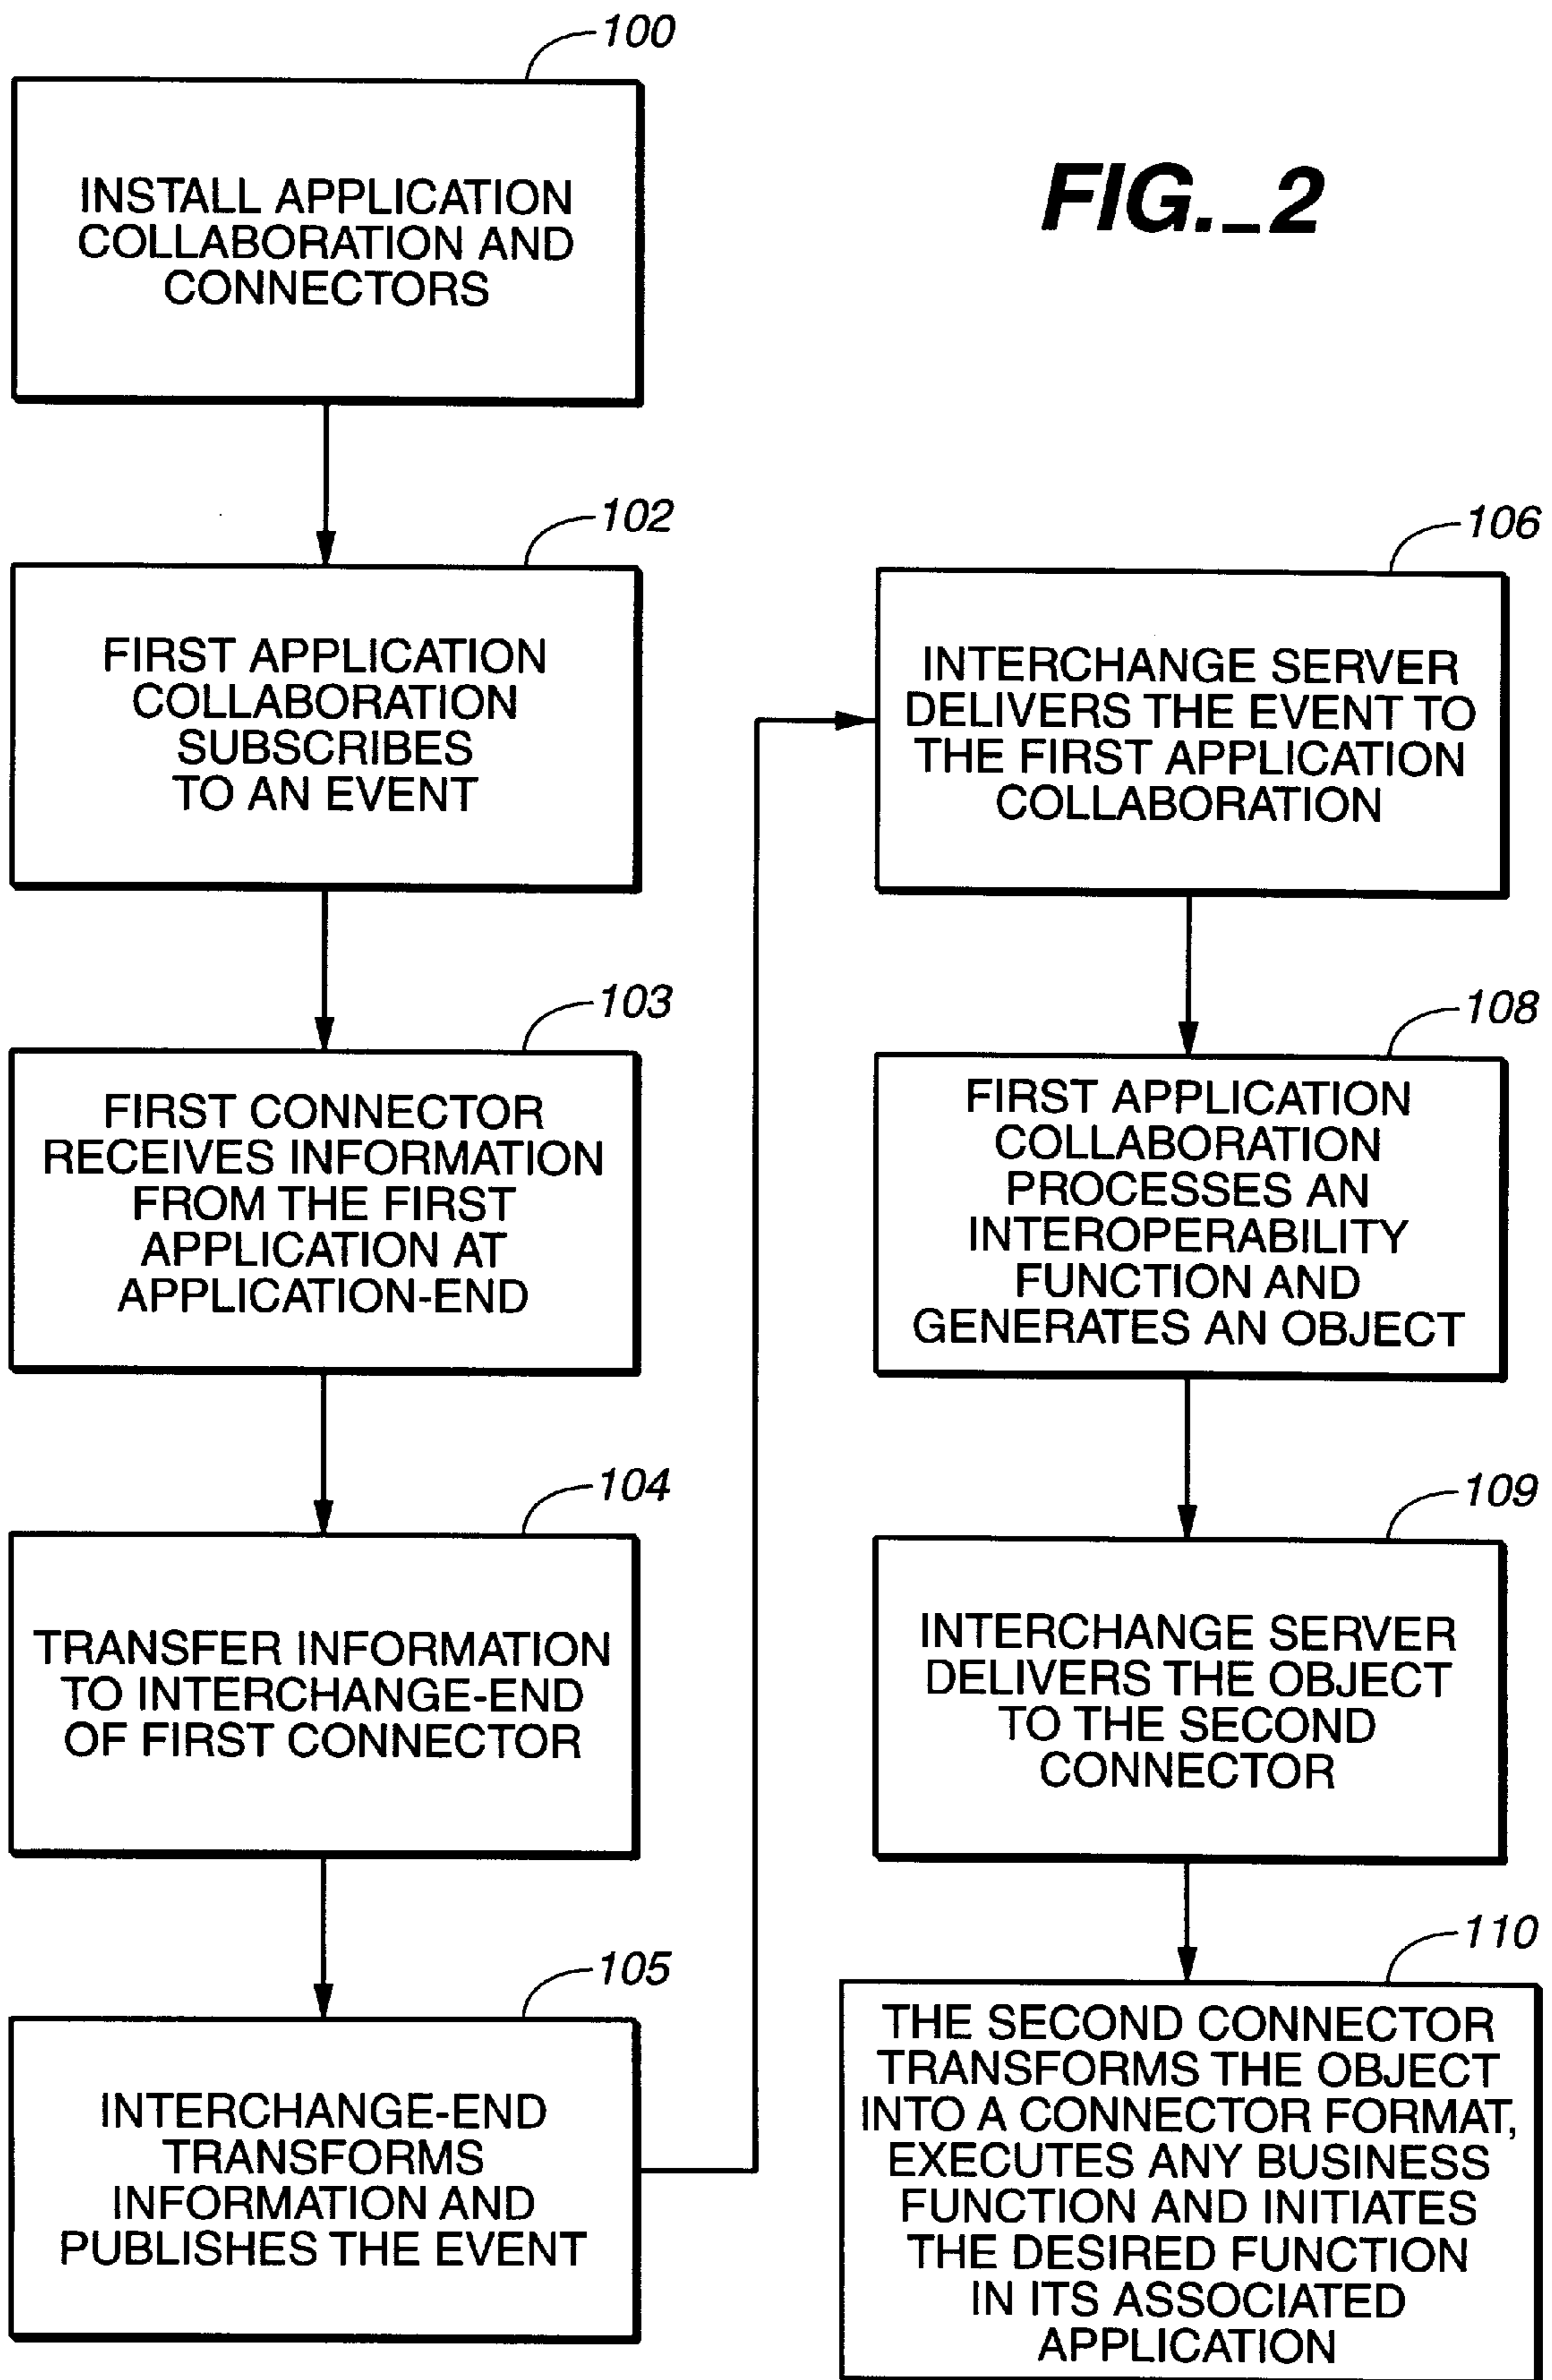 100
INSTALL APPLICATION
COLLABORATION AND
CONNECTORS
FIG._2
102
FIRST APPLICATION
COLLABORATION
SUBSCRIBES
TO AN EVENT
103
FIRST CONNECTOR
RECEIVES INFORMATION
FROM THE FIRST
APPLICATION AT
APPLICATION-END
104
TRANSFER INFORMATION
TO INTERCHANGE-END
OF FIRST CONNECTOR
105
INTERCHANGE-END
TRANSFORMS
INFORMATION AND
PUBLISHES THE EVENT
106
INTERCHANGE SERVER
DELIVERS THE EVENT TO
THE FIRST APPLICATION
COLLABORATION
108
FIRST APPLICATION
COLLABORATION
PROCESSES AN
INTEROPERABILITY
FUNCTION AND
GENERATES AN OBJECT
109
INTERCHANGE SERVER
DELIVERS THE OBJECT
TO THE SECOND
CONNECTOR
110
THE SECOND CONNECTOR
TRANSFORMS THE OBJECT
INTO A CONNECTOR FORMAT,
EXECUTES ANY BUSINESS
FUNCTION AND INITIATES
THE DESIRED FUNCTION
IN ITS ASSOCIATED
APPLICATION